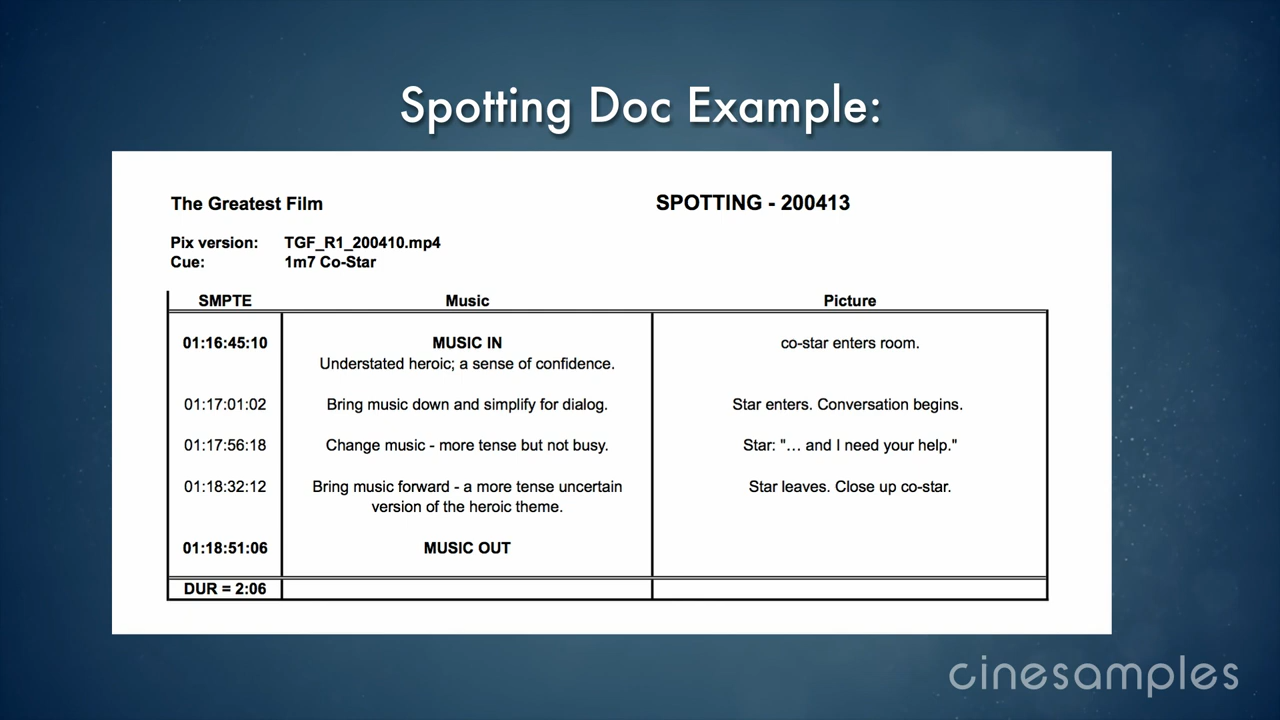 Spotting Doc Example:
The Greatest Film SPOTTING - 200413
Pix version: TGF_R1_200410.mp4
Cue: 1m7 Co-Star
SMPTE Music Picture
01:16:45:10 MUSIC IN co-star enters room.
Understated heroic; a sense of confidence.
01:17:01:02 Bring music down and simplify for dialog. Star enters. Conversation begins.
01:17:56:18 Change music - more tense but not busy. Star: "... and I need your help."
01:18:32:12 Bring music forward - a more tense uncertain Star leaves. Close up co-star.
version of the heroic theme.
01:18:51:06 MUSIC OUT
DUR = 2:06
cinesamples